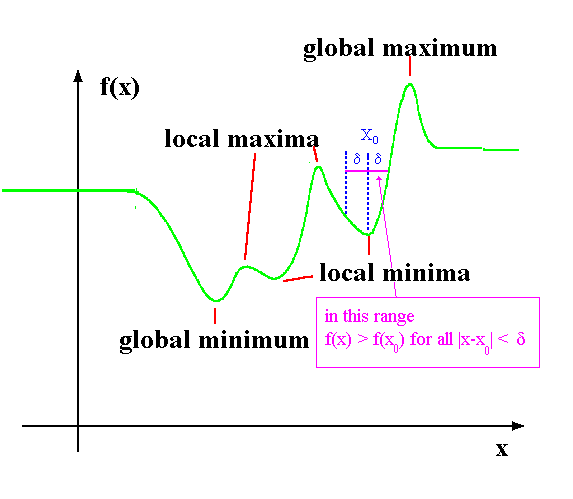 global maximum
f(x)
local maxima
X₀
δ δ
local minima
in this range
f(x) > f(x₀) for all |x-x₀| < δ
global minimum
x